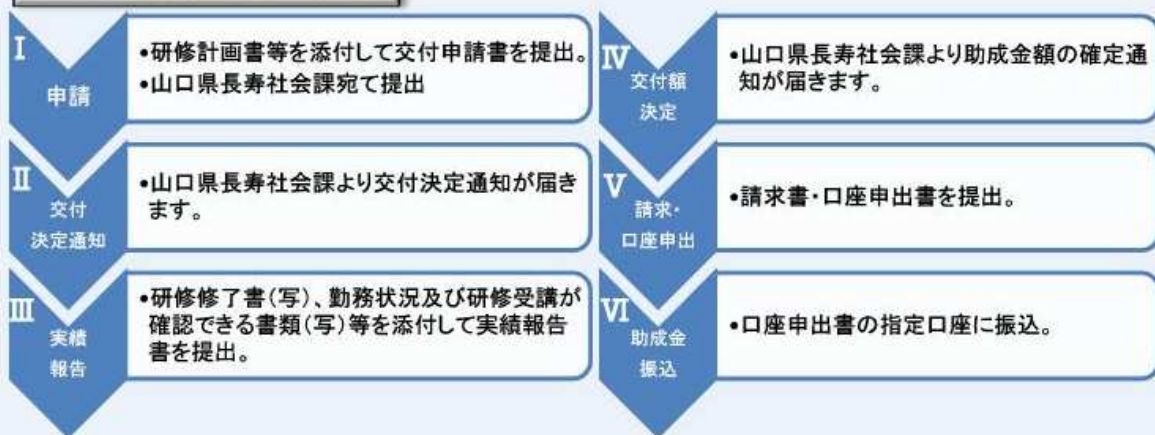 I
申請
•研修計画書等を添付して交付申請書を提出。
•山口県長寿社会課宛て提出
II
交付
決定通知
•山口県長寿社会課より交付決定通知が届き
ます。
III
実績
報告
•研修修了書(写)、勤務状況及び研修受講が
確認できる書類(写)等を添付して実績報告
書を提出。
IV
交付額
決定
•山口県長寿社会課より助成金額の確定通
知が届きます。
V
請求・
口座申出
•請求書・口座申出書を提出。
VI
助成金
振込
•口座申出書の指定口座に振込。